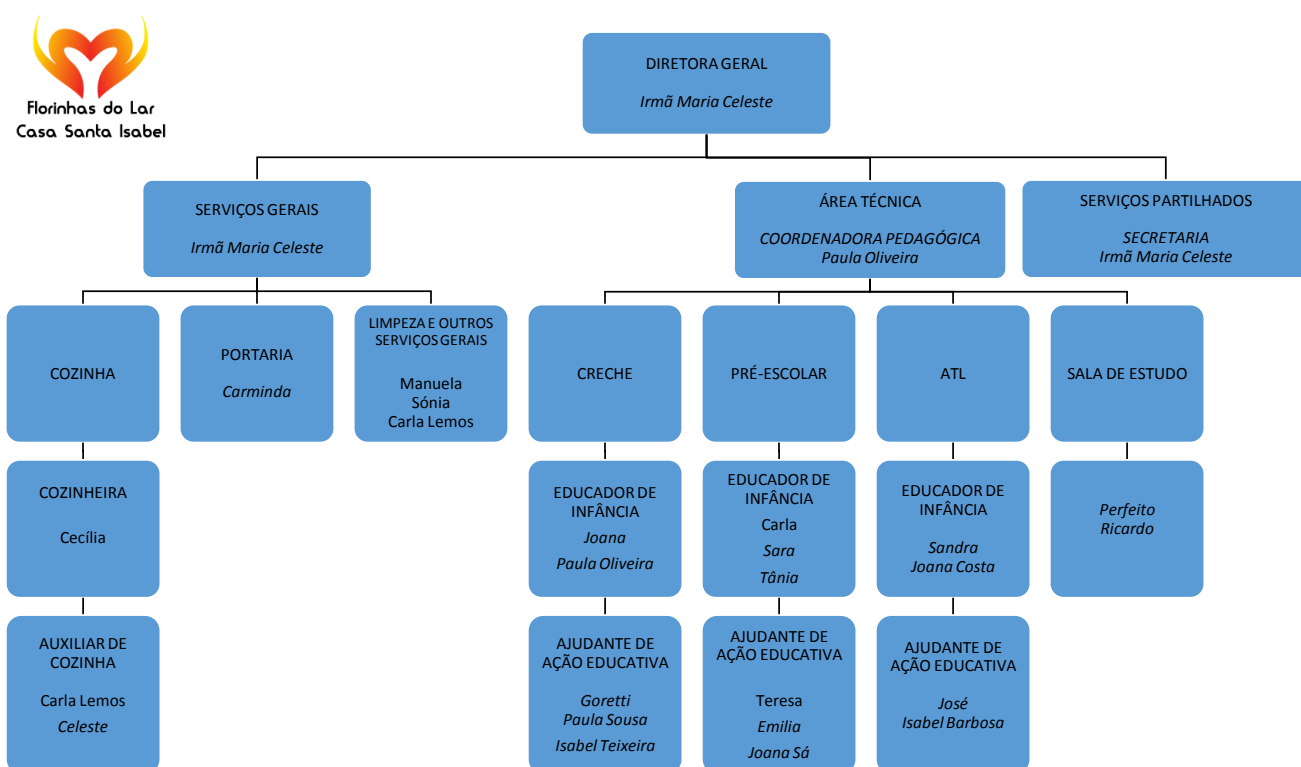 Florinhas do Lar
Casa Santa Isabel
DIRETORA GERAL
Irmã Maria Celeste
SERVIÇOS GERAIS
Irmã Maria Celeste
ÁREA TÉCNICA
COORDENADORA PEDAGÓGICA
Paula Oliveira
SERVIÇOS PARTILHADOS
SECRETARIA
Irmã Maria Celeste
COZINHA
PORTARIA
Carminda
LIMPEZA E OUTROS
SERVIÇOS GERAIS
Manuela
Sónia
Carla Lemos
CRECHE
PRÉ-ESCOLAR
ATL
SALA DE ESTUDO
COZINHEIRA
Cecília
EDUCADOR DE
INFÂNCIA
Joana
Paula Oliveira
EDUCADOR DE
INFÂNCIA
Carla
Sara
Tânia
EDUCADOR DE
INFÂNCIA
Sandra
Joana Costa
Perfeito
Ricardo
AUXILIAR DE
COZINHA
Carla Lemos
Celeste
AJUDANTE DE
AÇÃO EDUCATIVA
Goretti
Paula Sousa
Isabel Teixeira
AJUDANTE DE
AÇÃO EDUCATIVA
Teresa
Emilia
Joana Sá
AJUDANTE DE
AÇÃO EDUCATIVA
José
Isabel Barbosa